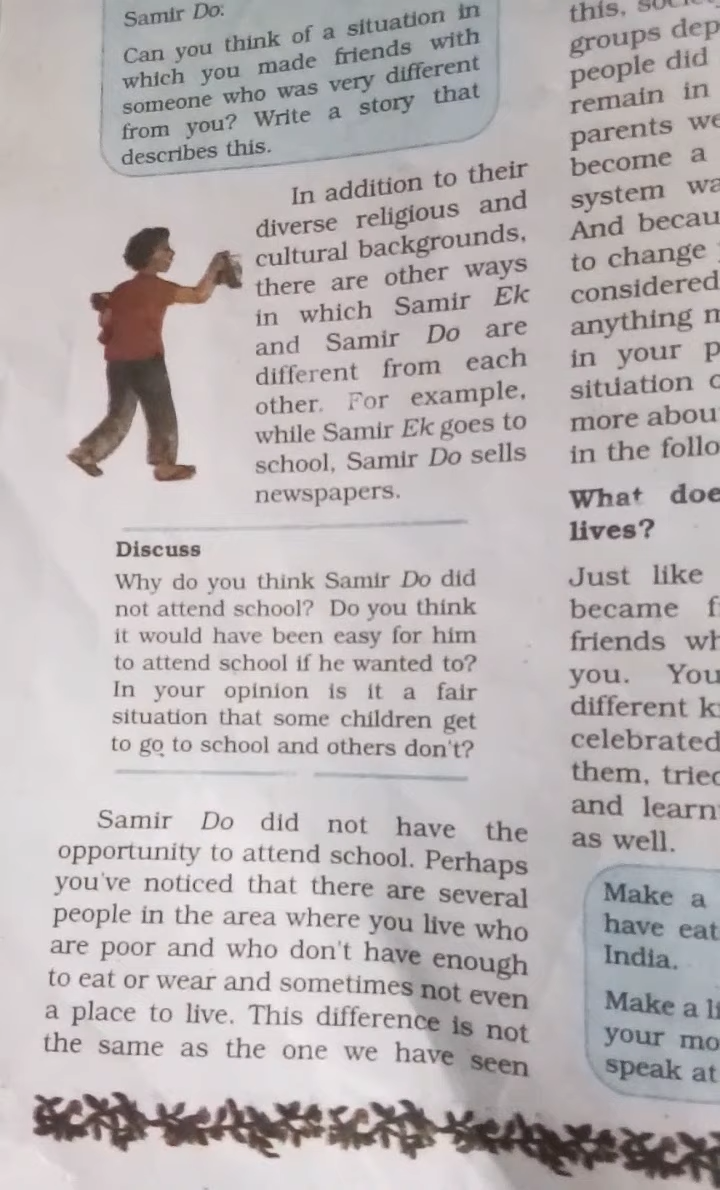 Samir Do.
Can you think of a situation in
which you made friends with
someone who was very different
from you? Write a story that
describes this.
In addition to their
diverse religious and
cultural backgrounds,
there are other ways
in which Samir Ek
and Samir Do are
different from each
other. For example,
while Samir Ek goes to
school, Samir Do sells
newspapers.
Discuss
Why do you think Samir Do did
not attend school? Do you think
it would have been easy for him
to attend school if he wanted to?
In your opinion is it a fair
situation that some children get
to go to school and others don't?
Samir Do did not have the
opportunity to attend school. Perhaps
you've noticed that there are several
people in the area where you live who
are poor and who don't have enough
to eat or wear and sometimes not even
a place to live. This difference is not
the same as the one we have seen
this,
groups
people did
remain in
parents
become a
system
And
to change
considered
anything
in your
situation
more
in the
What
lives?
Just like
became
friends
you. You
different
celebrated
them,
and
as well.
Make a
have
India.
Make a
your
speak at